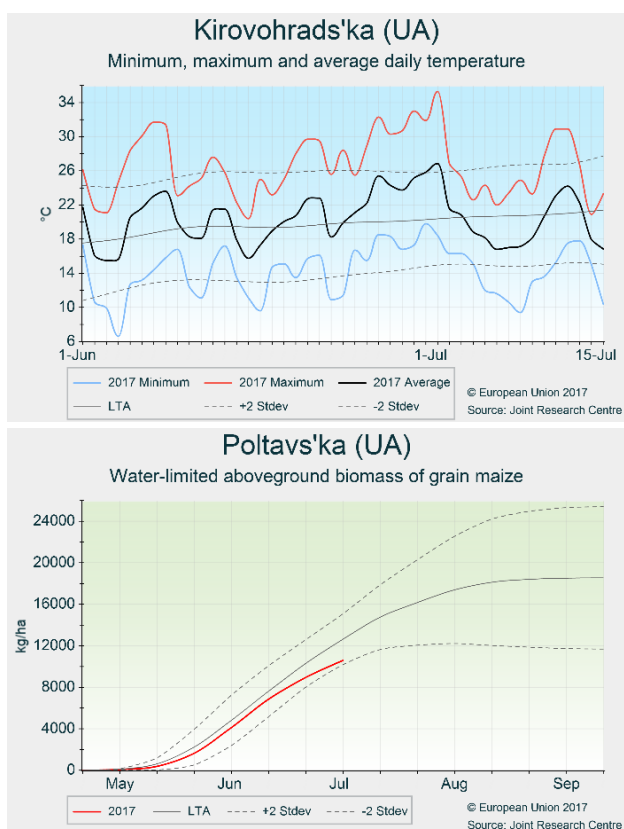 Kirovohrads'ka (UA)
Minimum, maximum and average daily temperature
34
30
26
22
18
14
10
6
°C
1-Jun
1-Jul
15-Jul
2017 Minimum
2017 Maximum
2017 Average
LTA
+2 Stdev
-2 Stdev
© European Union 2017
Source: Joint Research Centre
Poltavs'ka (UA)
Water-limited aboveground biomass of grain maize
24000
20000
16000
12000
8000
4000
0
kg/ha
May
Jun
Jul
Aug
Sep
2017
LTA
+2 Stdev
-2 Stdev
© European Union 2017
Source: Joint Research Centre